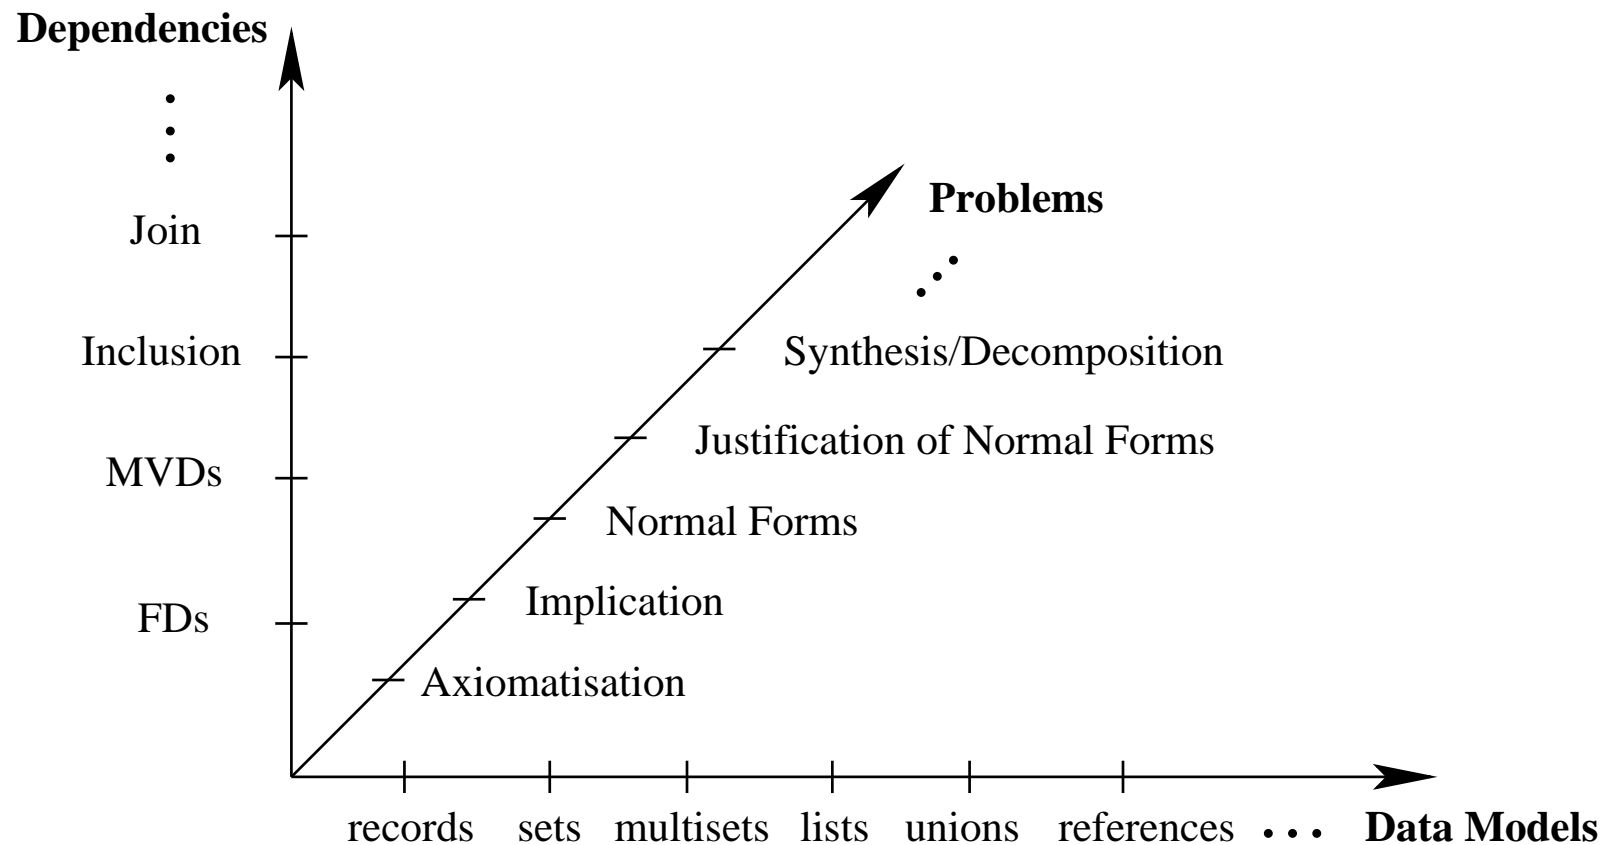 Dependencies
Problems
Join
Inclusion
Synthesis/Decomposition
Justification of Normal Forms
MVDs
Normal Forms
Implication
FDs
Axiomatisation
records sets multisets lists unions references ... Data Models